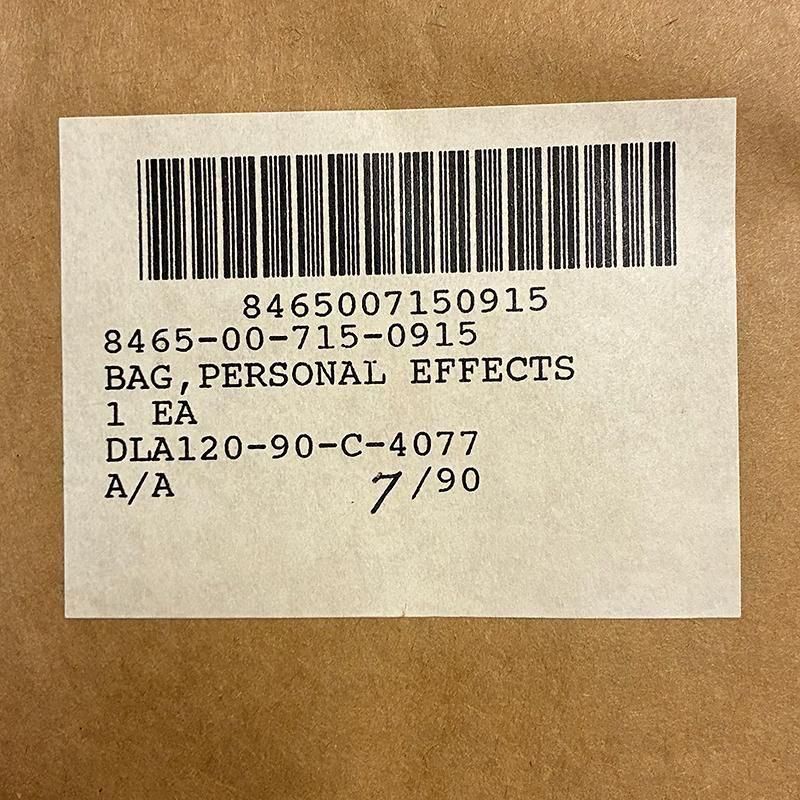 8465007150915
8465-00-715-0915
BAG,PERSONAL EFFECTS
1 EA
DLA120-90-C-4077
A/A 7/90